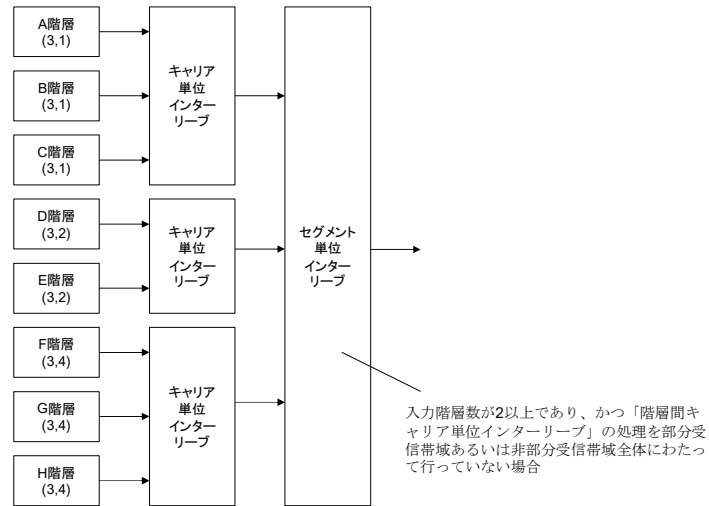 A階層
(3,1)
B階層
(3,1)
C階層
(3,1)
キャリア
単位
インター
リーブ
D階層
(3,2)
E階層
(3,2)
キャリア
単位
インター
リーブ
F階層
(3,4)
G階層
(3,4)
H階層
(3,4)
キャリア
単位
インター
リーブ
セグメント
単位
インター
リーブ
入力階層数が2以上であり、かつ「階層間キ
ャリア単位インターリーブ」の処理を部分受
信帯域あるいは非部分受信帯域全体にわたっ
て行っていない場合